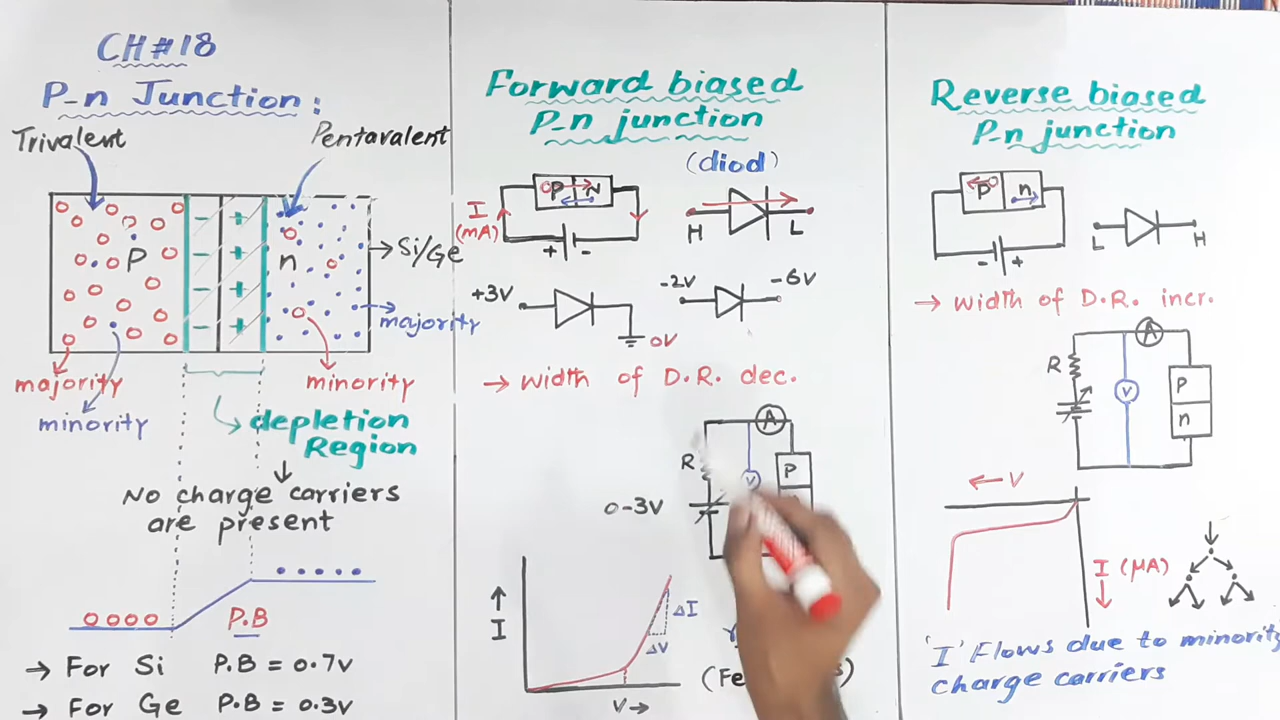 CH#18
P-n Junction:
Trivalent
Pentavalent
P
n
- +
- +
- +
- +
Si/Ge
majority
majority
minority
minority
depletion
Region
No charge carriers
are present
P.B
→ For Si P.B = 0.7v
→ For Ge P.B = 0.3v
Forward biased
P-n junction
(diod)
P N
I
(mA)
+ -
H L
+3V
0V
-2V -6V
→ width of D.R. dec.
A
R
V
P
0-3V
↑
I
ΔI
ΔV
V→
Reverse biased
P-n junction
P n
- +
L H
→ width of D.R. incr.
A
R
V
P
n
← V
I (μA)
'I' Flows due to minority
charge carriers